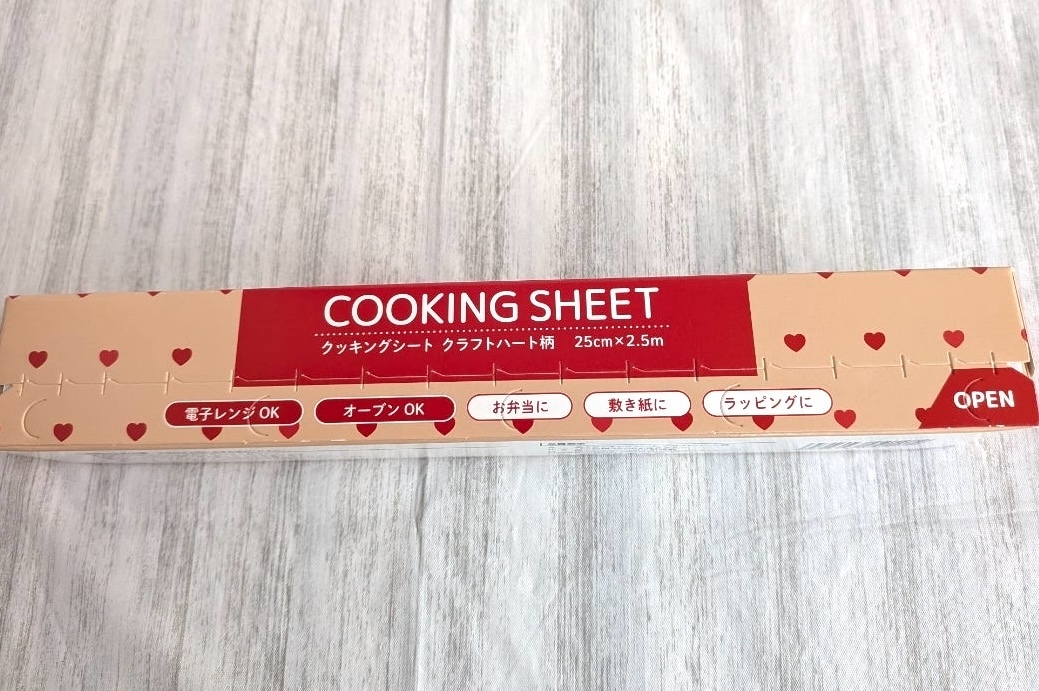 COOKING SHEET
クッキングシート クラフトハート柄 25cm×2.5m
電子レンジOK オーブンOK お弁当に 敷き紙に ラッピングに
OPEN